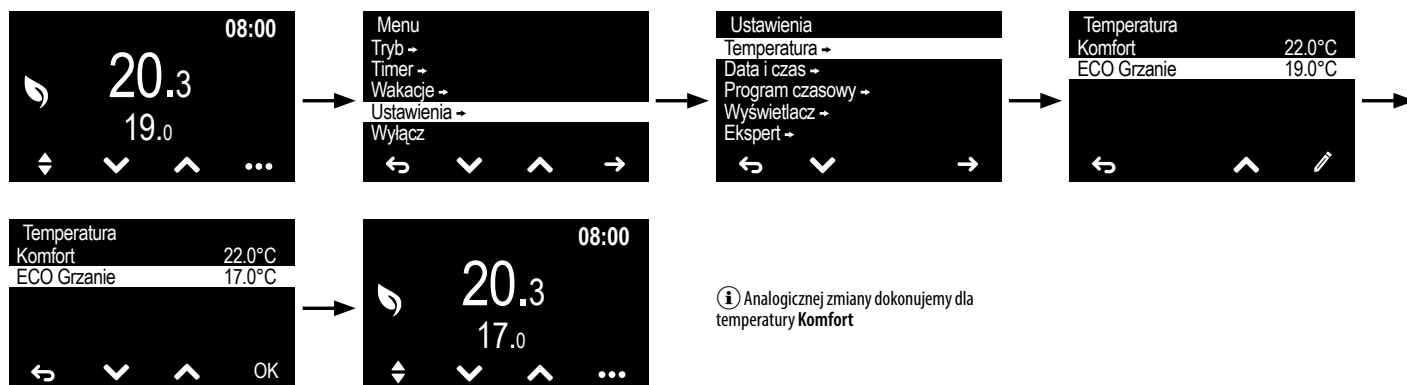 08:00
20.3
19.0
Menu
Tryb
Timer
Wakacje
Ustawienia
Wyłącz
Ustawienia
Temperatura
Data i czas
Program czasowy
Wyświetlacz
Ekspert
Temperatura
Komfort 22.0°C
ECO Grzanie 19.0°C
Temperatura
Komfort 22.0°C
ECO Grzanie 17.0°C
OK
08:00
20.3
17.0
i Analogicznej zmiany dokonujemy dla
temperatury Komfort